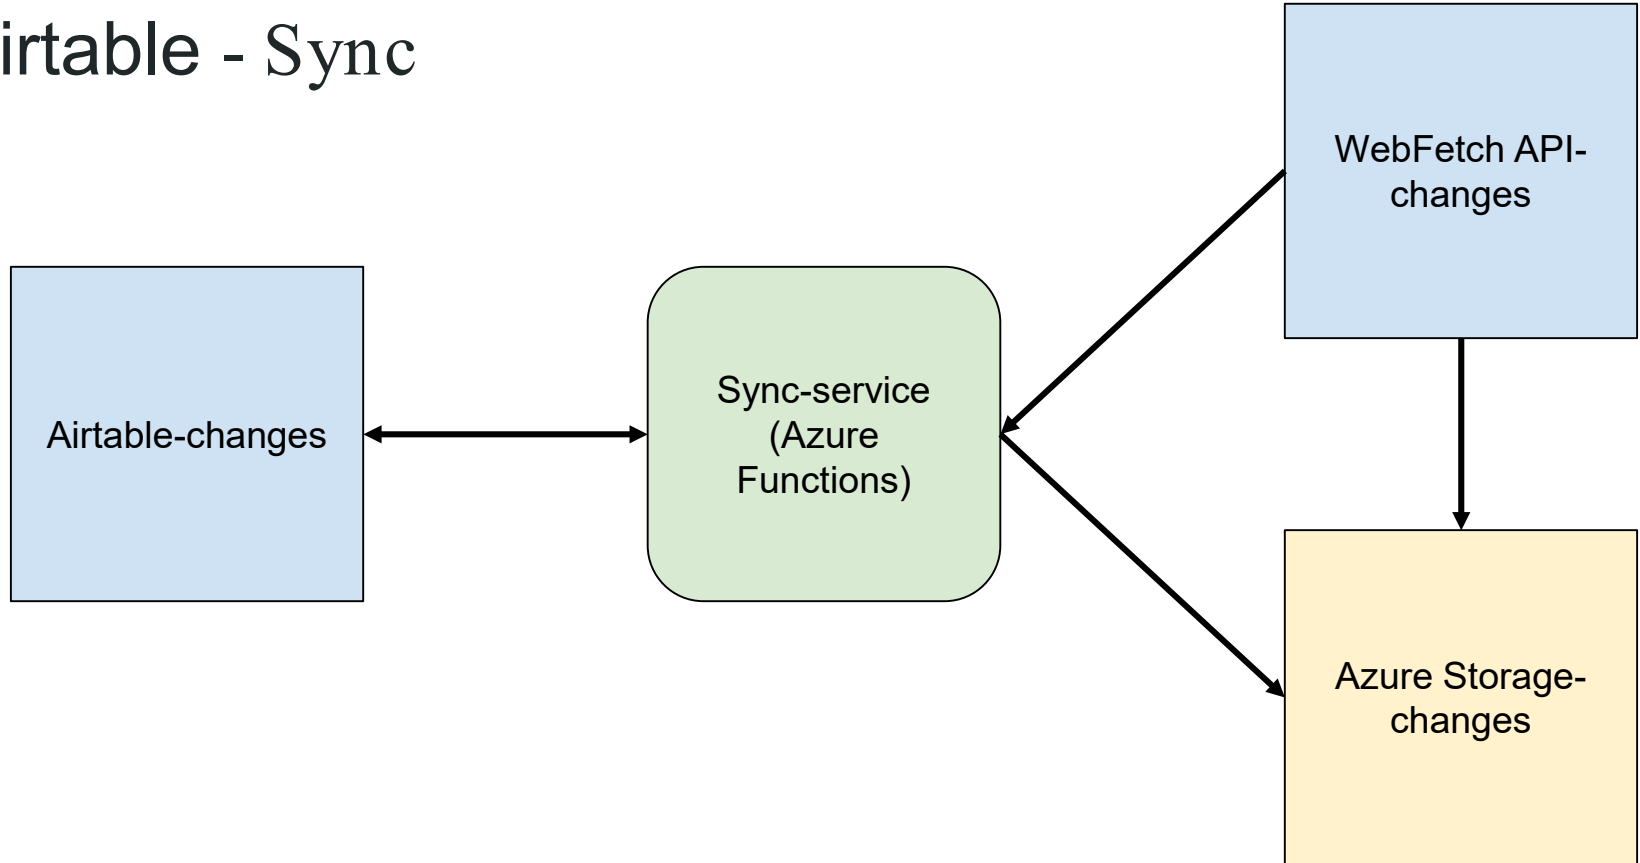 irtable - Sync
WebFetch API-
changes
Airtable-changes
Sync-service
(Azure
Functions)
Azure Storage-
changes